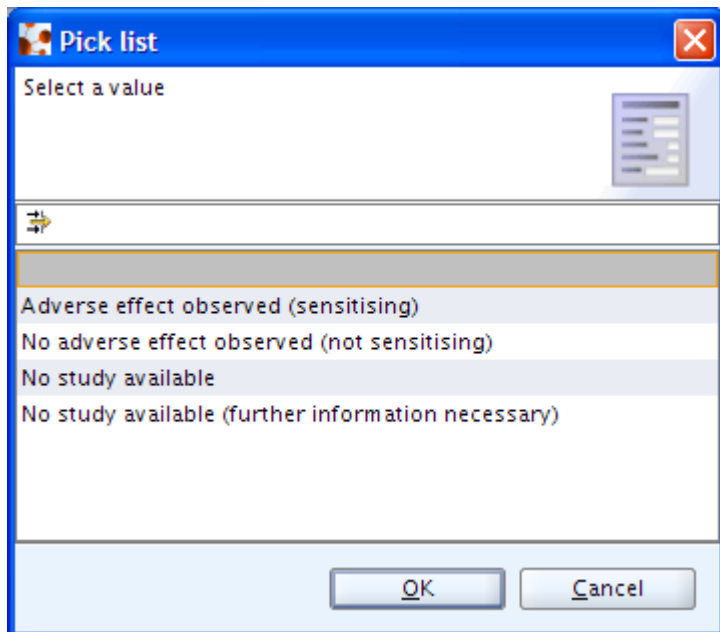 Pick list
Select a value
Adverse effect observed (sensitising)
No adverse effect observed (not sensitising)
No study available
No study available (further information necessary)
OK
Cancel